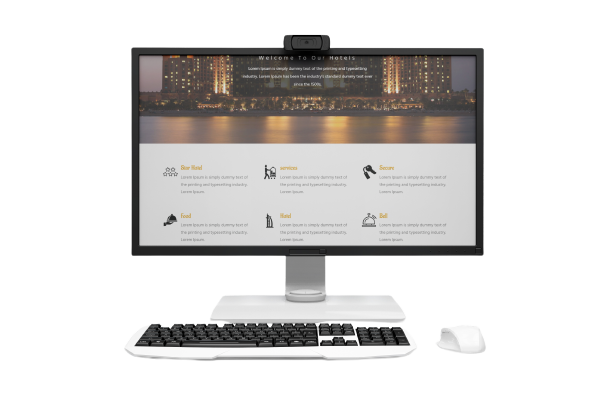 Welcome To Our Hotels
Lorem Ipsum is simply dummy text of the printing and typesetting
industry. Lorem Ipsum has been the industry's standard dummy text ever
since the 1500s.
Star Hotel
Lorem Ipsum is simply dummy text of
the printing and typesetting industry.
Lorem Ipsum.
services
Lorem Ipsum is simply dummy text of
the printing and typesetting industry.
Lorem Ipsum.
Secure
Lorem Ipsum is simply dummy text of
the printing and typesetting industry.
Lorem Ipsum.
Food
Lorem Ipsum is simply dummy text of
the printing and typesetting industry.
Lorem Ipsum.
Hotel
Lorem Ipsum is simply dummy text of
the printing and typesetting industry.
Lorem Ipsum.
Bell
Lorem Ipsum is simply dummy text of
the printing and typesetting industry.
Lorem Ipsum.